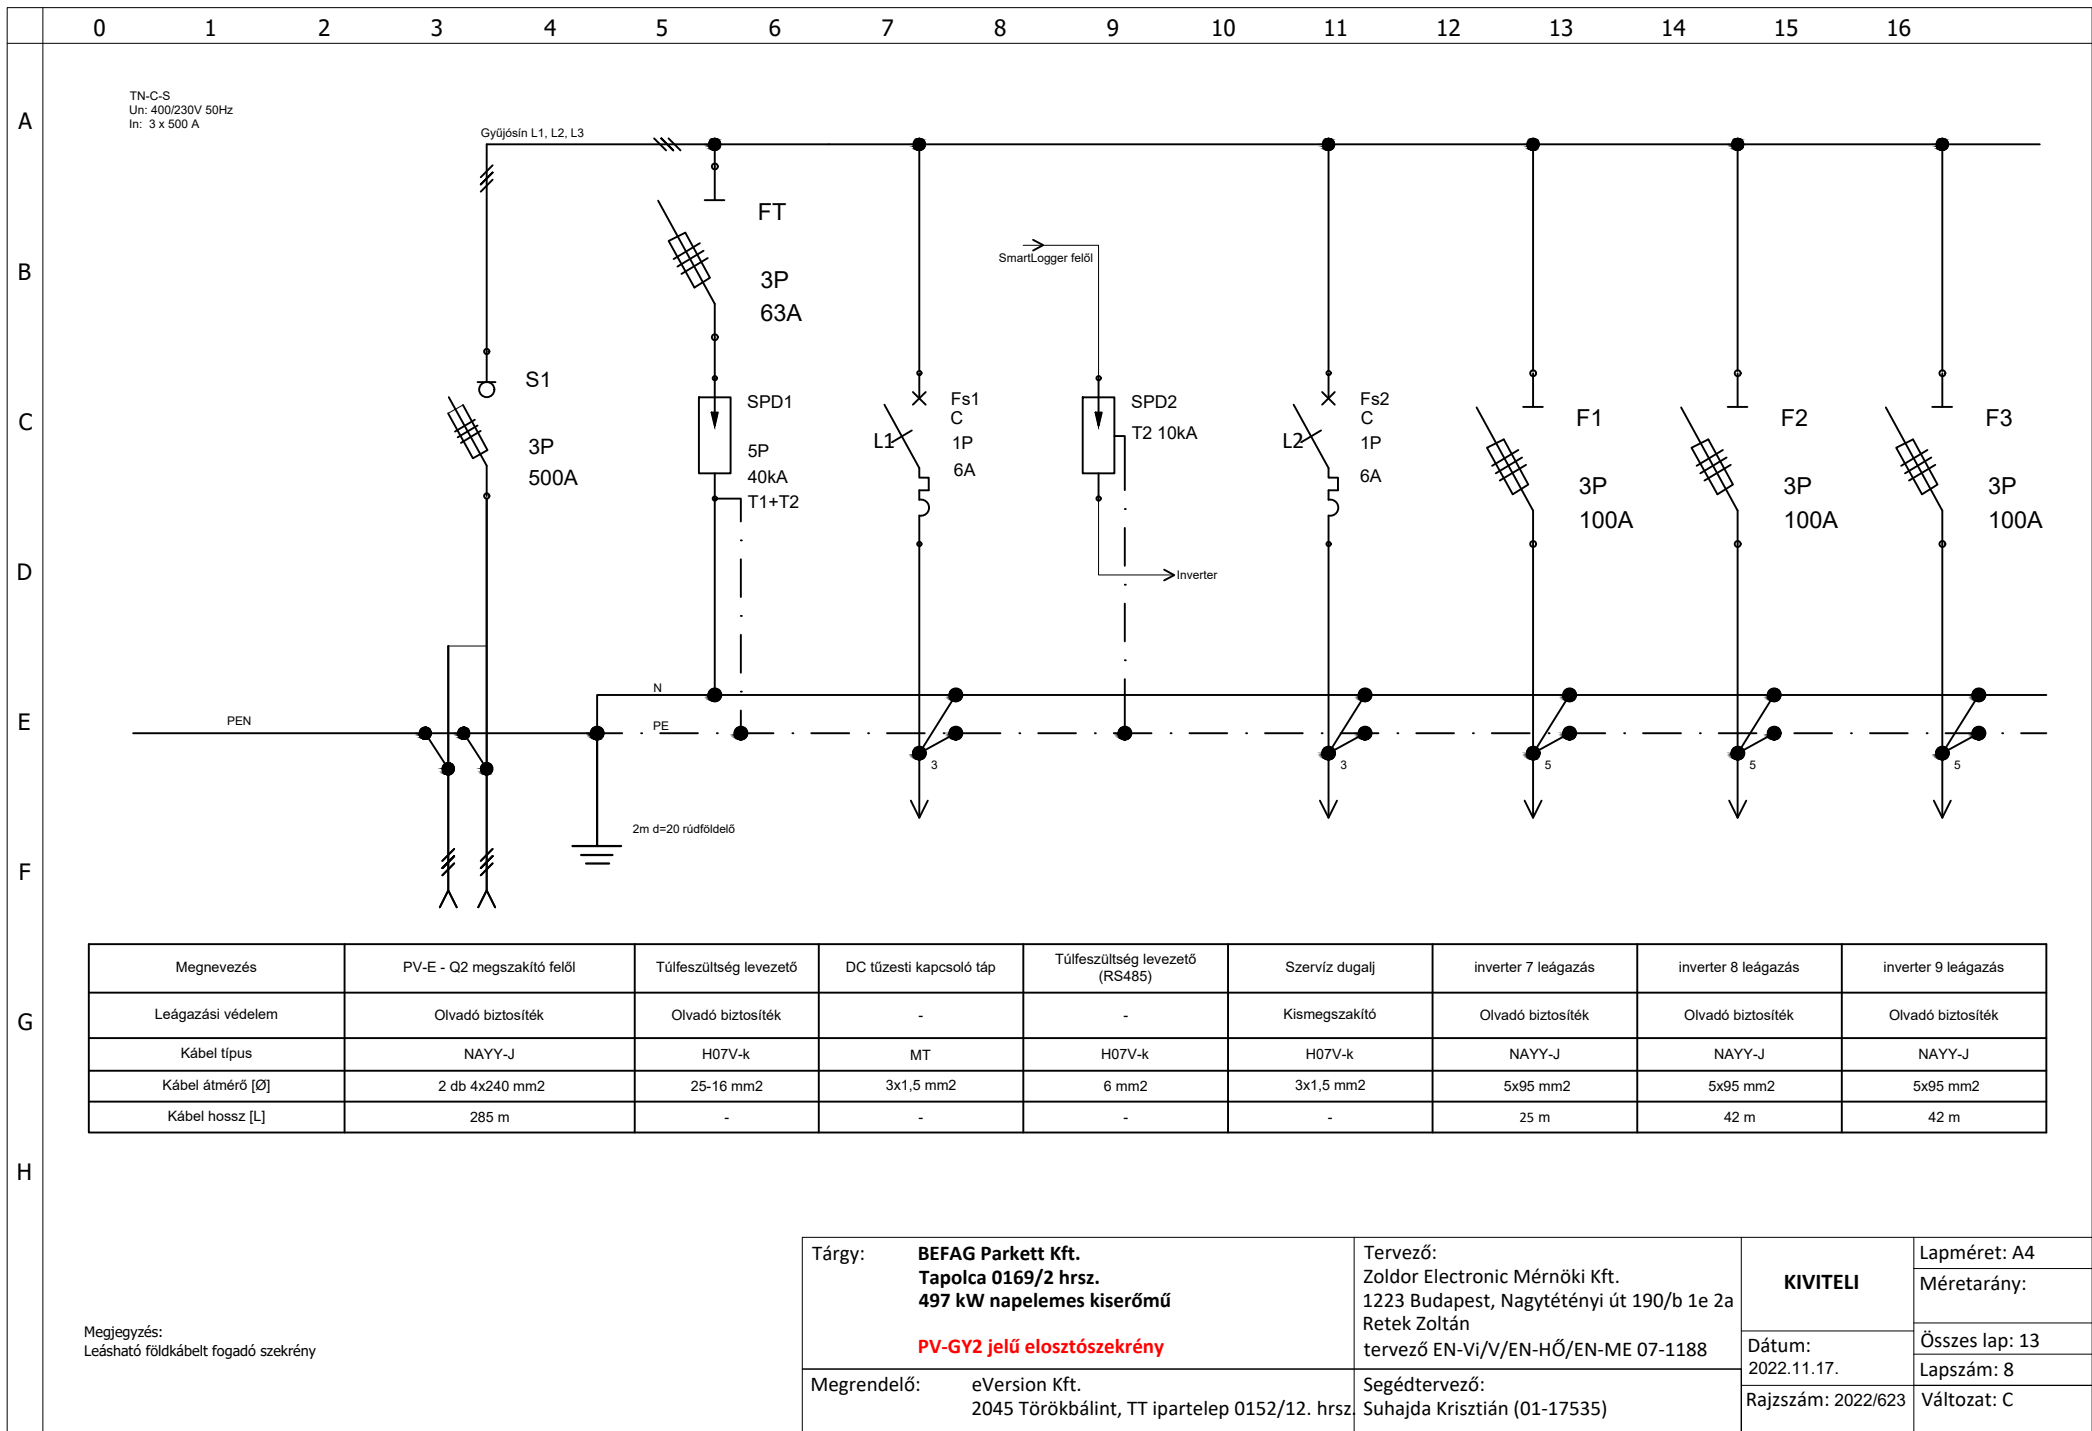 0 1 2 3 4 5 6 7 8 9 10 11 12 13 14 15 16
A
B
C
D
E
F
G
H
TN-C-S
Un: 400/230V 50Hz
In: 3 x 500 A
Gyűjósín L1, L2, L3
S1
3P
500A
FT
3P
63A
SPD1
5P
40kA
T1+T2
L1
Fs1
C
1P
6A
SmartLogger felől
SPD2
T2 10kA
Inverter
L2
Fs2
C
1P
6A
F1
3P
100A
F2
3P
100A
F3
3P
100A
N
PEN
PE
3
3
5
5
5
2m d=20 rúdföldelő
Megnevezés PV-E - Q2 megszakító felől Túlfeszültség levezető DC tűzesti kapcsoló táp Túlfeszültség levezető (RS485) Szervíz dugalj inverter 7 leágazás inverter 8 leágazás inverter 9 leágazás
Leágazási védelem Olvadó biztosíték Olvadó biztosíték - - Kismegszakító Olvadó biztosíték Olvadó biztosíték Olvadó biztosíték
Kábel típus NAYY-J H07V-k MT H07V-k H07V-k NAYY-J NAYY-J NAYY-J
Kábel átmérő [Ø] 2 db 4x240 mm2 25-16 mm2 3x1,5 mm2 6 mm2 3x1,5 mm2 5x95 mm2 5x95 mm2 5x95 mm2
Kábel hossz [L] 285 m - - - - 25 m 42 m 42 m
Megjegyzés:
Leásható földkábelt fogadó szekrény
Tárgy: BEFAG Parkett Kft.
Tapolca 0169/2 hrsz.
497 kW napelemes kiserőmű
PV-GY2 jelű elosztószekrény
Megrendelő: eVersion Kft.
2045 Törökbálint, TT ipartelep 0152/12. hrsz.
Tervező:
Zoldor Electronic Mérnöki Kft.
1223 Budapest, Nagytétényi út 190/b 1e 2a
Retek Zoltán
tervező EN-Vi/V/EN-HŐ/EN-ME 07-1188
Segédtervező:
Suhajda Krisztián (01-17535)
KIVITELI
Dátum:
2022.11.17.
Rajzszám: 2022/623
Lapméret: A4
Méretarány:
Összes lap: 13
Lapszám: 8
Változat: C